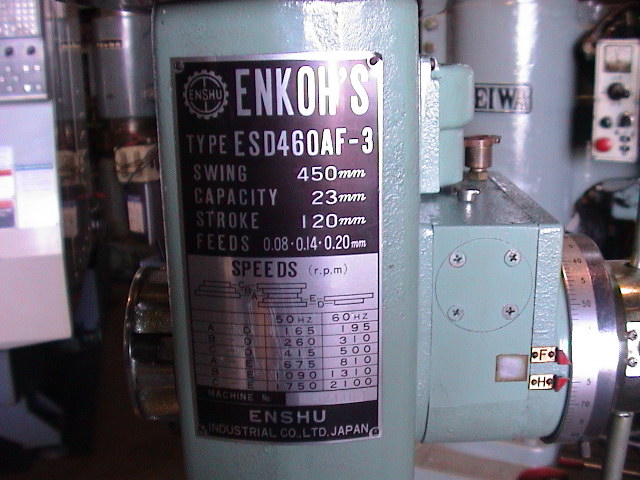 ENSHU
ENKOH'S
TYPE ESD460AF-3
SWING 450mm
CAPACITY 23mm
STROKE 120mm
FEEDS 0.08·0.14·0.20mm
SPEEDS (r.p.m)
50HZ 60HZ
A D 165 195
B D 260 310
C D 415 500
A E 675 810
B E 1090 1310
C E 1750 2100
MACHINE №
ENSHU
INDUSTRIAL CO., LTD, JAPAN
EIWA
F
H